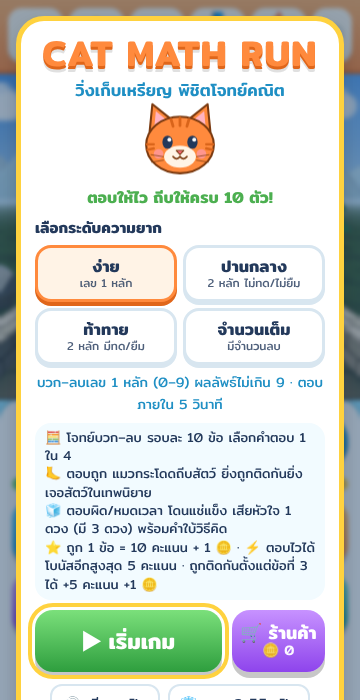 CAT MATH RUN
วิ่งเก็บเหรียญ พิชิตโจทย์คณิต
ตอบให้ไว ถีบให้ครบ 10 ตัว!
เลือกระดับความยาก
ง่าย
เลข 1 หลัก
ปานกลาง
2 หลัก ไม่ทด/ไม่ยืม
ท้าทาย
2 หลัก มีทด/ยืม
จำนวนเต็ม
มีจำนวนลบ
บวก-ลบเลข 1 หลัก (0-9) ผลลัพธ์ไม่เกิน 9 · ตอบ
ภายใน 5 วินาที
🧮 โจทย์บวก-ลบ รอบละ 10 ข้อ เลือกคำตอบ 1
ใน 4
🦶 ตอบถูก แมวกระโดดถีบสัตว์ ยิ่งถูกติดกันยิ่ง
เจอสัตว์ในเทพนิยาย
🧊 ตอบผิด/หมดเวลา โดนแช่แข็ง เสียหัวใจ 1
ดวง (มี 3 ดวง) พร้อมคำใบ้วิธีคิด
⭐ ถูก 1 ข้อ = 10 คะแนน + 1 🪙 · ⚡ ตอบไวได้
โบนัสอีกสูงสุด 5 คะแนน · ถูกติดกันตั้งแต่ข้อที่ 3
ได้ +5 คะแนน +1 🪙
▶ เริ่มเกม
🛒 ร้านค้า
🪙 0